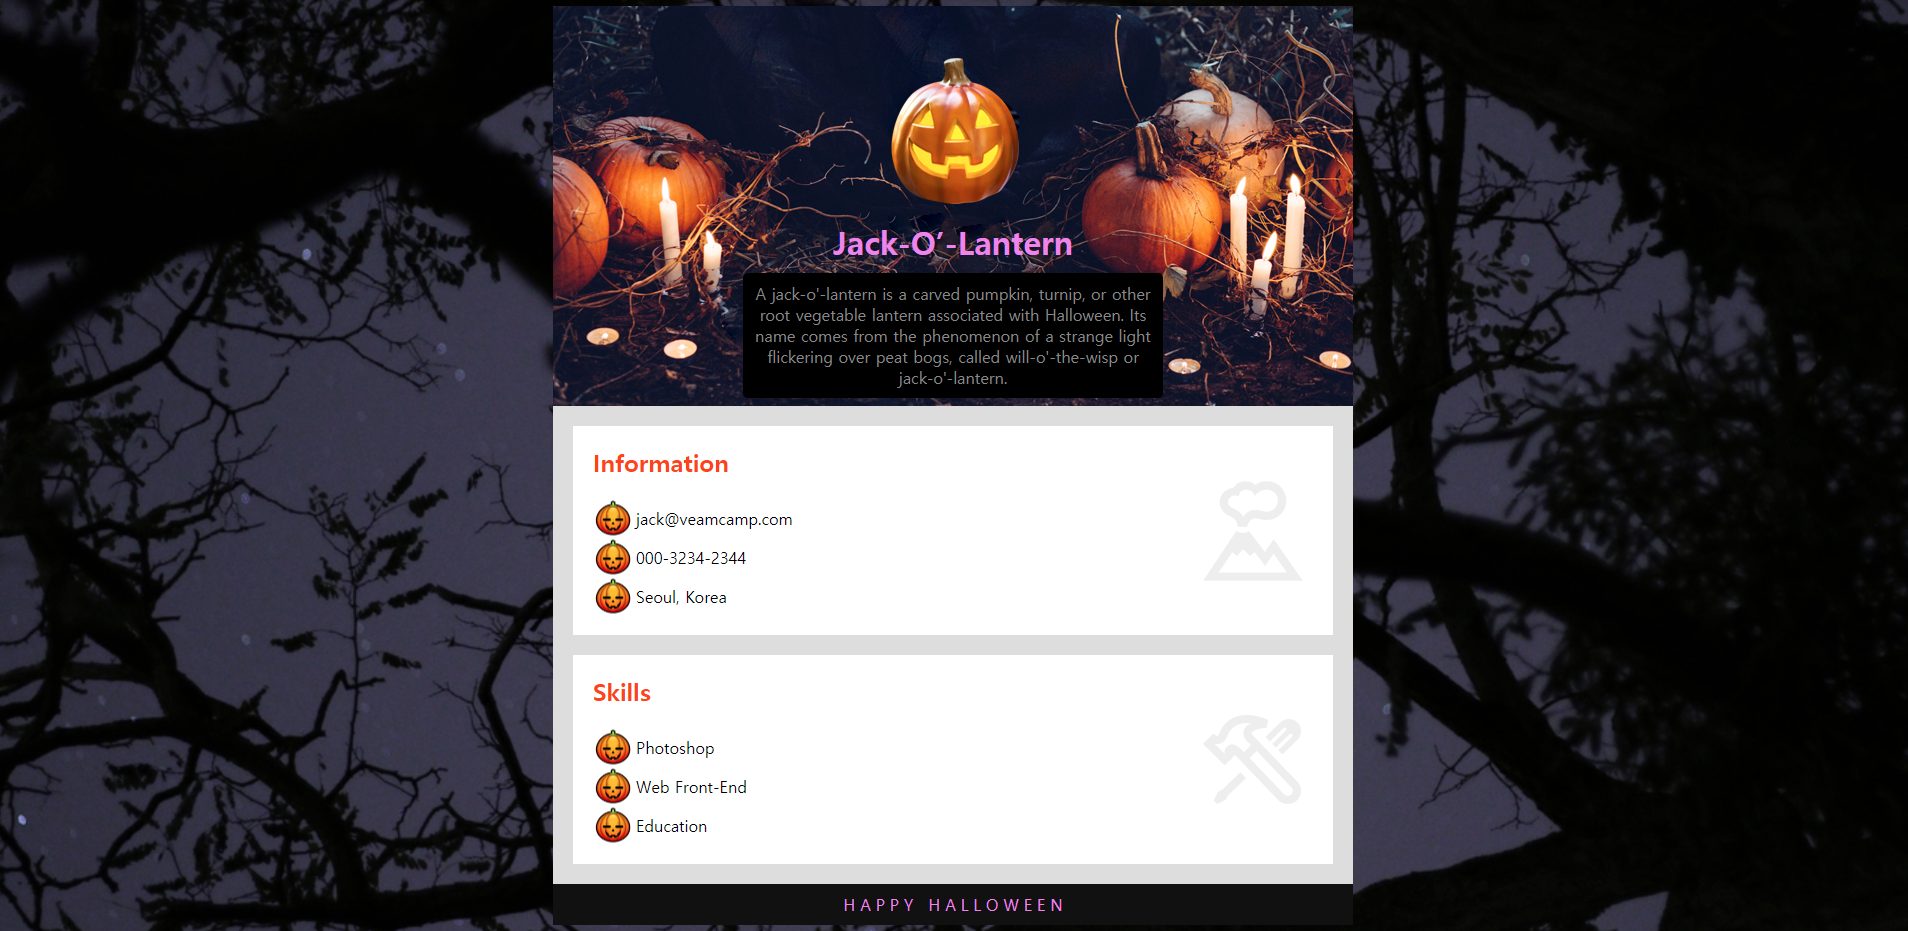 Jack-O’-Lantern
A jack-o'-lantern is a carved pumpkin, turnip, or other
root vegetable lantern associated with Halloween. Its
name comes from the phenomenon of a strange light
flickering over peat bogs, called will-o'-the-wisp or
jack-o'-lantern.
Information
jack@veamcamp.com
000-3234-2344
Seoul, Korea
Skills
Photoshop
Web Front-End
Education
HAPPY HALLOWEEN